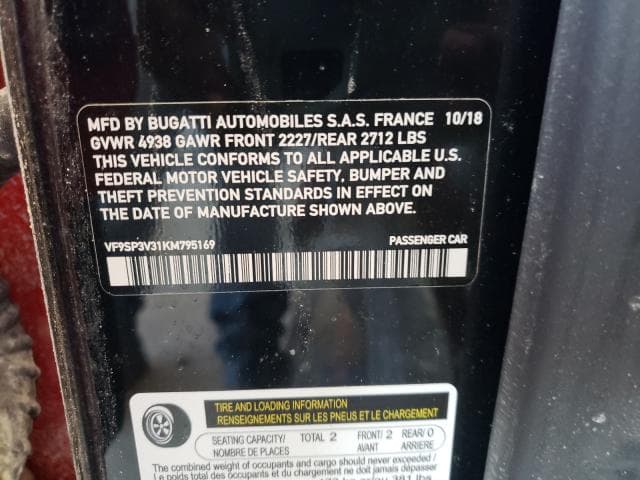 MFD BY BUGATTI AUTOMOBILES S.A.S. FRANCE 10/18
GVWR 4938 GAWR FRONT 2227/REAR 2712 LBS
THIS VEHICLE CONFORMS TO ALL APPLICABLE U.S.
FEDERAL MOTOR VEHICLE SAFETY, BUMPER AND
THEFT PREVENTION STANDARDS IN EFFECT ON
THE DATE OF MANUFACTURE SHOWN ABOVE.
VF9SP3V31KM795169 PASSENGER CAR
TIRE AND LOADING INFORMATION
RENSEIGNEMENTS SUR LES PNEUS ET LE CHARGEMENT
SEATING CAPACITY/ TOTAL 2 FRONT/ 2 REAR/ 0
NOMBRE DE PLACES AVANT ARRIERE
The combined weight of occupants and cargo should never exceed/
Le poids total des occupants et du chargement ne doit jamais dépasser
381 lbs